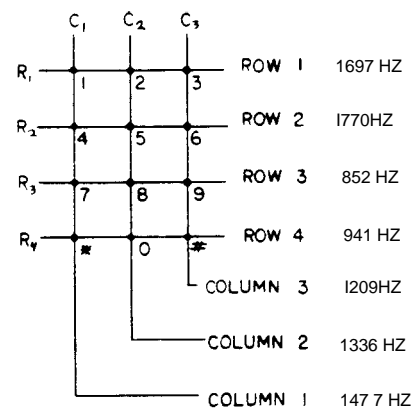 C1 C2 C3
R1 1 2 3 ROW 1 1697 HZ
R2 4 5 6 ROW 2 I770HZ
R3 7 8 9 ROW 3 852 HZ
R4 * 0 # ROW 4 941 HZ
COLUMN 3 I209HZ
COLUMN 2 1336 HZ
COLUMN 1 147 7 HZ